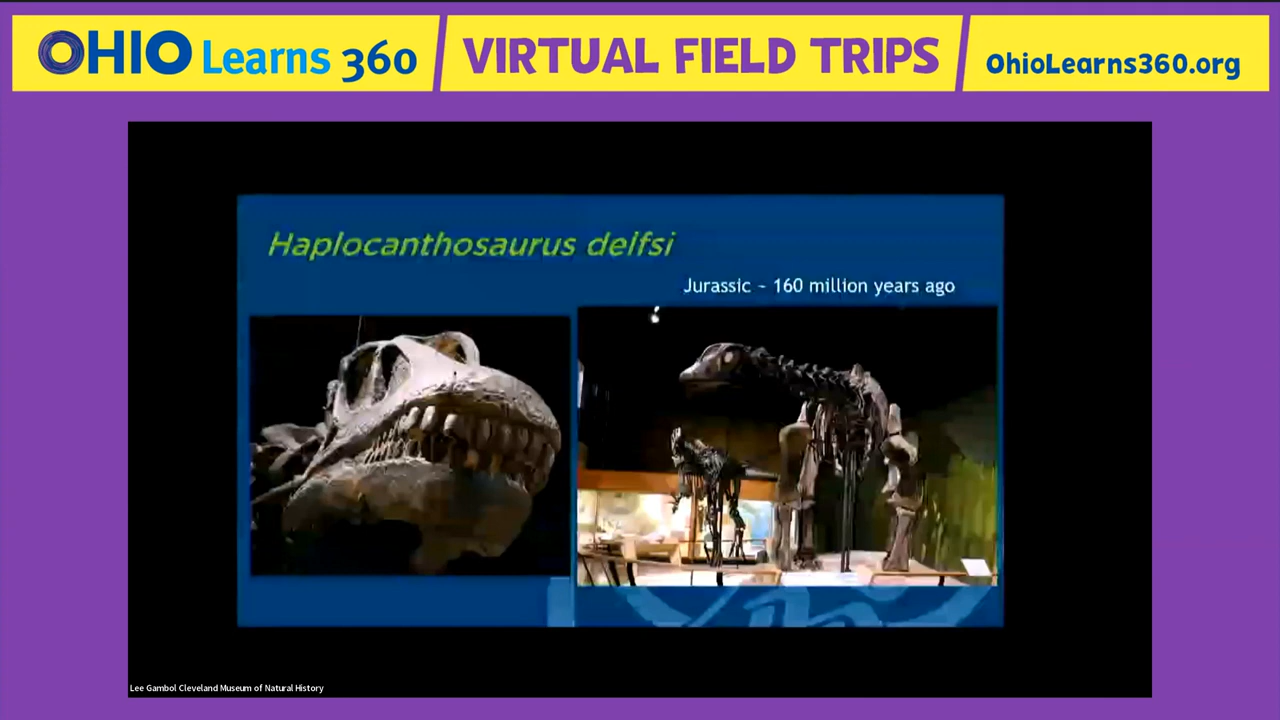 OHIO Learns 360
VIRTUAL FIELD TRIPS
OhioLearns360.org
Haplocanthosaurus delfsi
Jurassic ~ 160 million years ago
Lee Gambol Cleveland Museum of Natural History